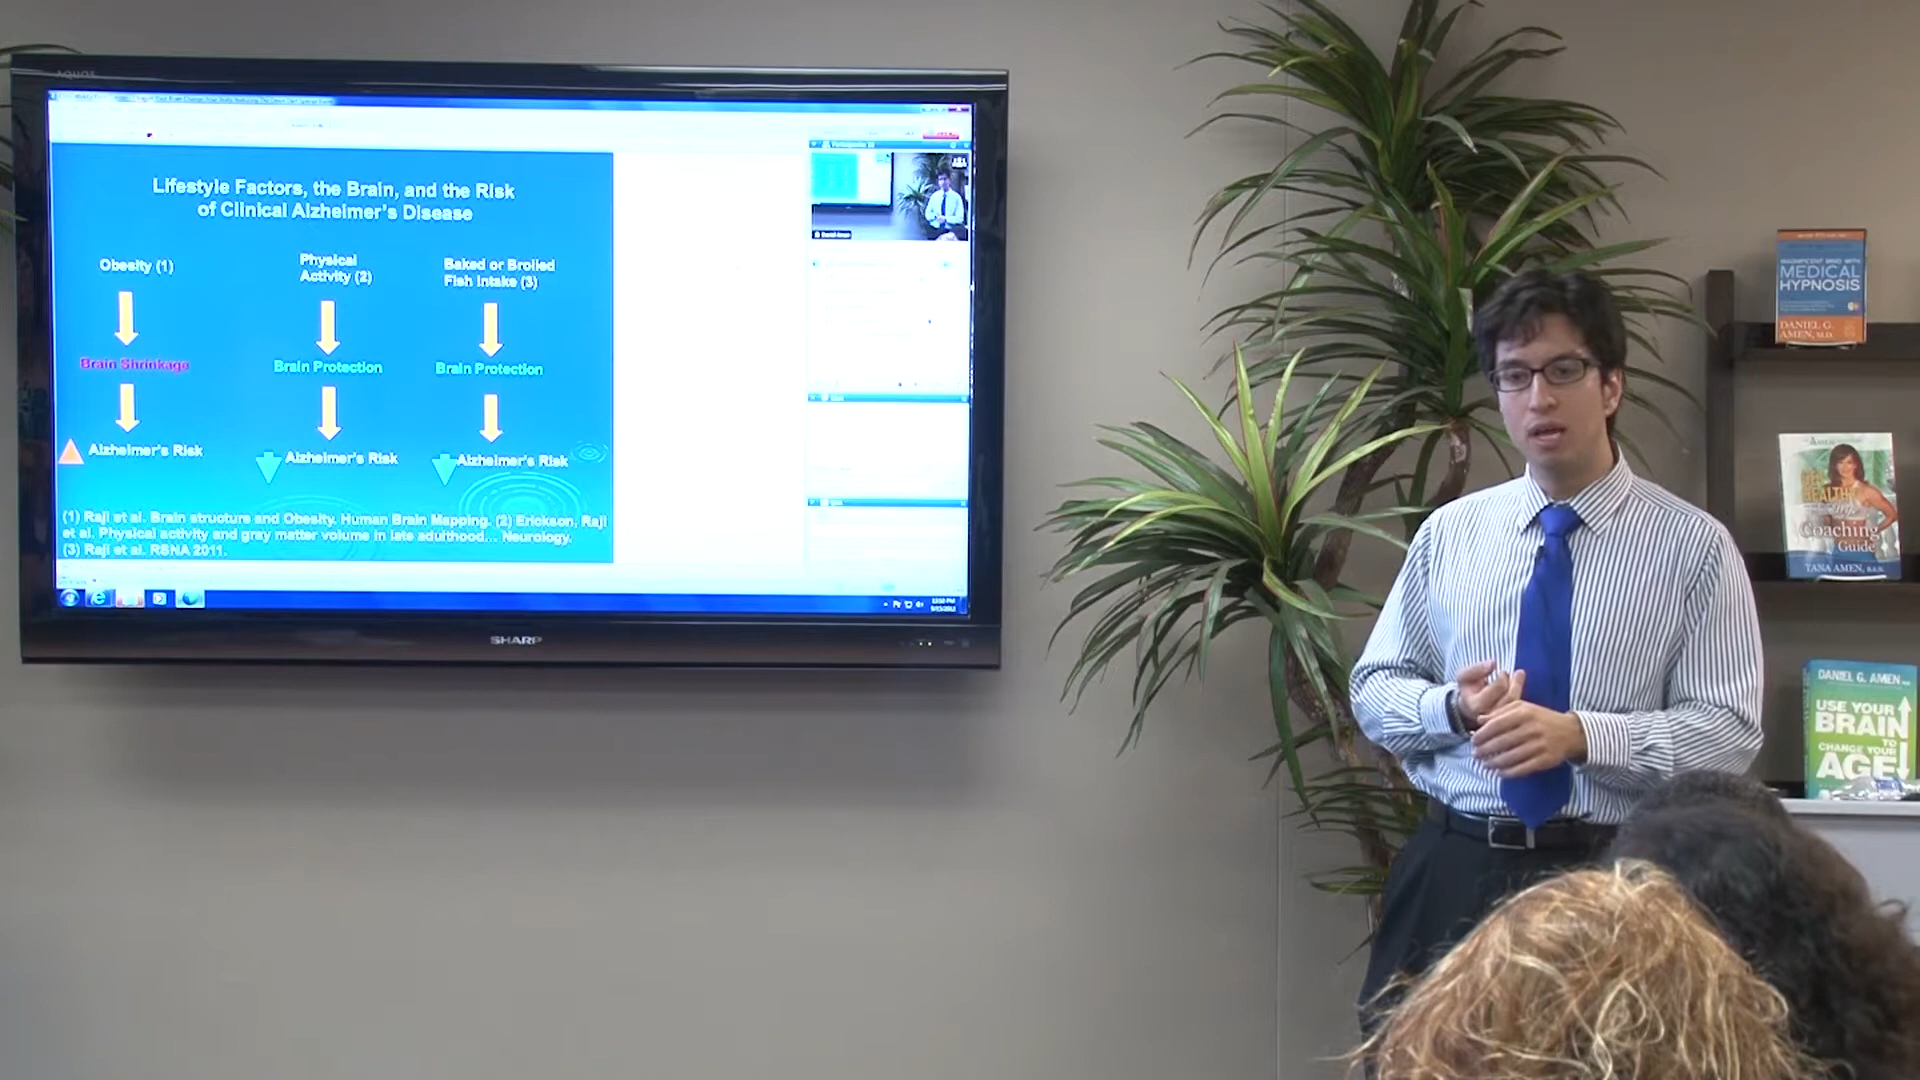 AQUOS
Lifestyle Factors, the Brain, and the Risk
of Clinical Alzheimer's Disease
Obesity (1)
Physical
Activity (2)
Baked or Broiled
Fish Intake (3)
Brain Shrinkage
Brain Protection
Brain Protection
Alzheimer's Risk
Alzheimer's Risk
Alzheimer's Risk
(1) Raji et al. Brain structure and Obesity. Human Brain Mapping. (2) Erickson, Raji
et al. Physical activity and gray matter volume in late adulthood... Neurology.
(3) Raji et al. RSNA 2011.
SHARP
MAGNIFICENT MIND WITH
MEDICAL
HYPNOSIS
DANIEL G.
AMEN, M.D.
Coaching
Guide
TANA AMEN, B.S.N.
DANIEL G. AMEN, M.D.
USE YOUR
BRAIN
TO
CHANGE YOUR
AGE